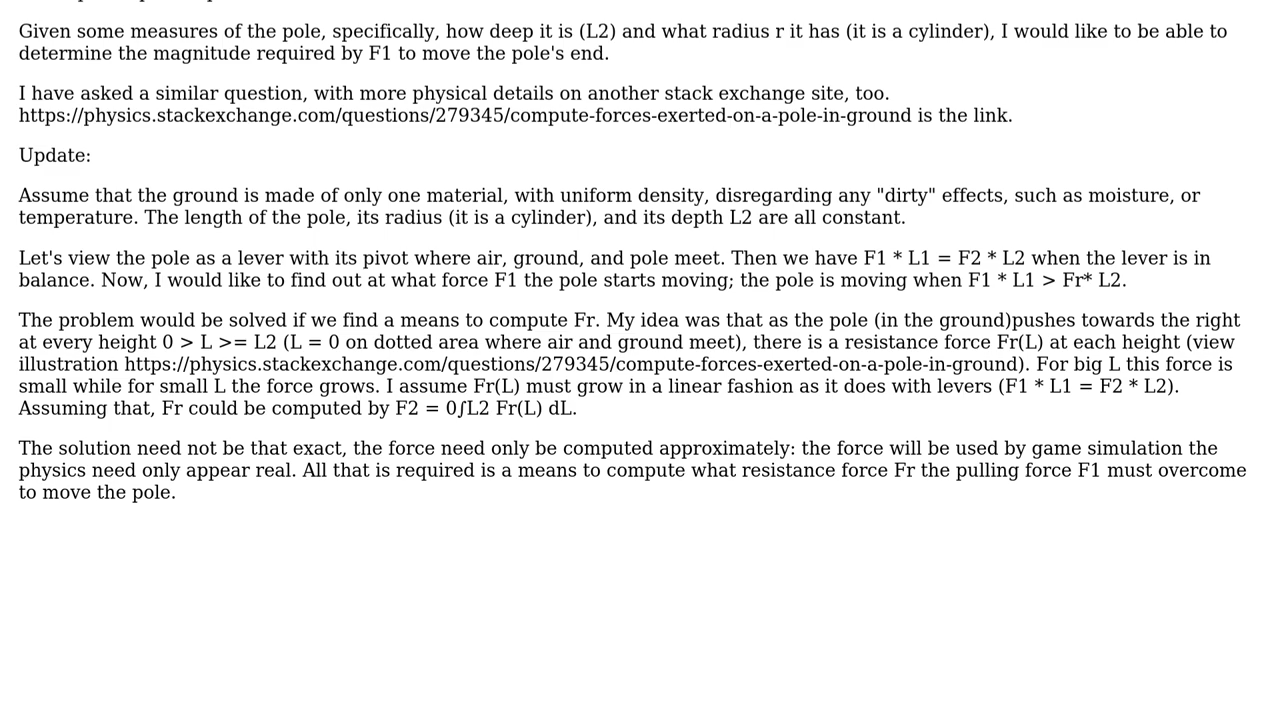 Given some measures of the pole, specifically, how deep it is (L2) and what radius r it has (it is a cylinder), I would like to be able to
determine the magnitude required by F1 to move the pole's end.
I have asked a similar question, with more physical details on another stack exchange site, too.
https://physics.stackexchange.com/questions/279345/compute-forces-exerted-on-a-pole-in-ground is the link.
Update:
Assume that the ground is made of only one material, with uniform density, disregarding any "dirty" effects, such as moisture, or
temperature. The length of the pole, its radius (it is a cylinder), and its depth L2 are all constant.
Let's view the pole as a lever with its pivot where air, ground, and pole meet. Then we have F1 * L1 = F2 * L2 when the lever is in
balance. Now, I would like to find out at what force F1 the pole starts moving; the pole is moving when F1 * L1 > Fr* L2.
The problem would be solved if we find a means to compute Fr. My idea was that as the pole (in the ground)pushes towards the right
at every height 0 > L >= L2 (L = 0 on dotted area where air and ground meet), there is a resistance force Fr(L) at each height (view
illustration https://physics.stackexchange.com/questions/279345/compute-forces-exerted-on-a-pole-in-ground). For big L this force is
small while for small L the force grows. I assume Fr(L) must grow in a linear fashion as it does with levers (F1 * L1 = F2 * L2).
Assuming that, Fr could be computed by F2 = 0∫L2 Fr(L) dL.
The solution need not be that exact, the force need only be computed approximately: the force will be used by game simulation the
physics need only appear real. All that is required is a means to compute what resistance force Fr the pulling force F1 must overcome
to move the pole.